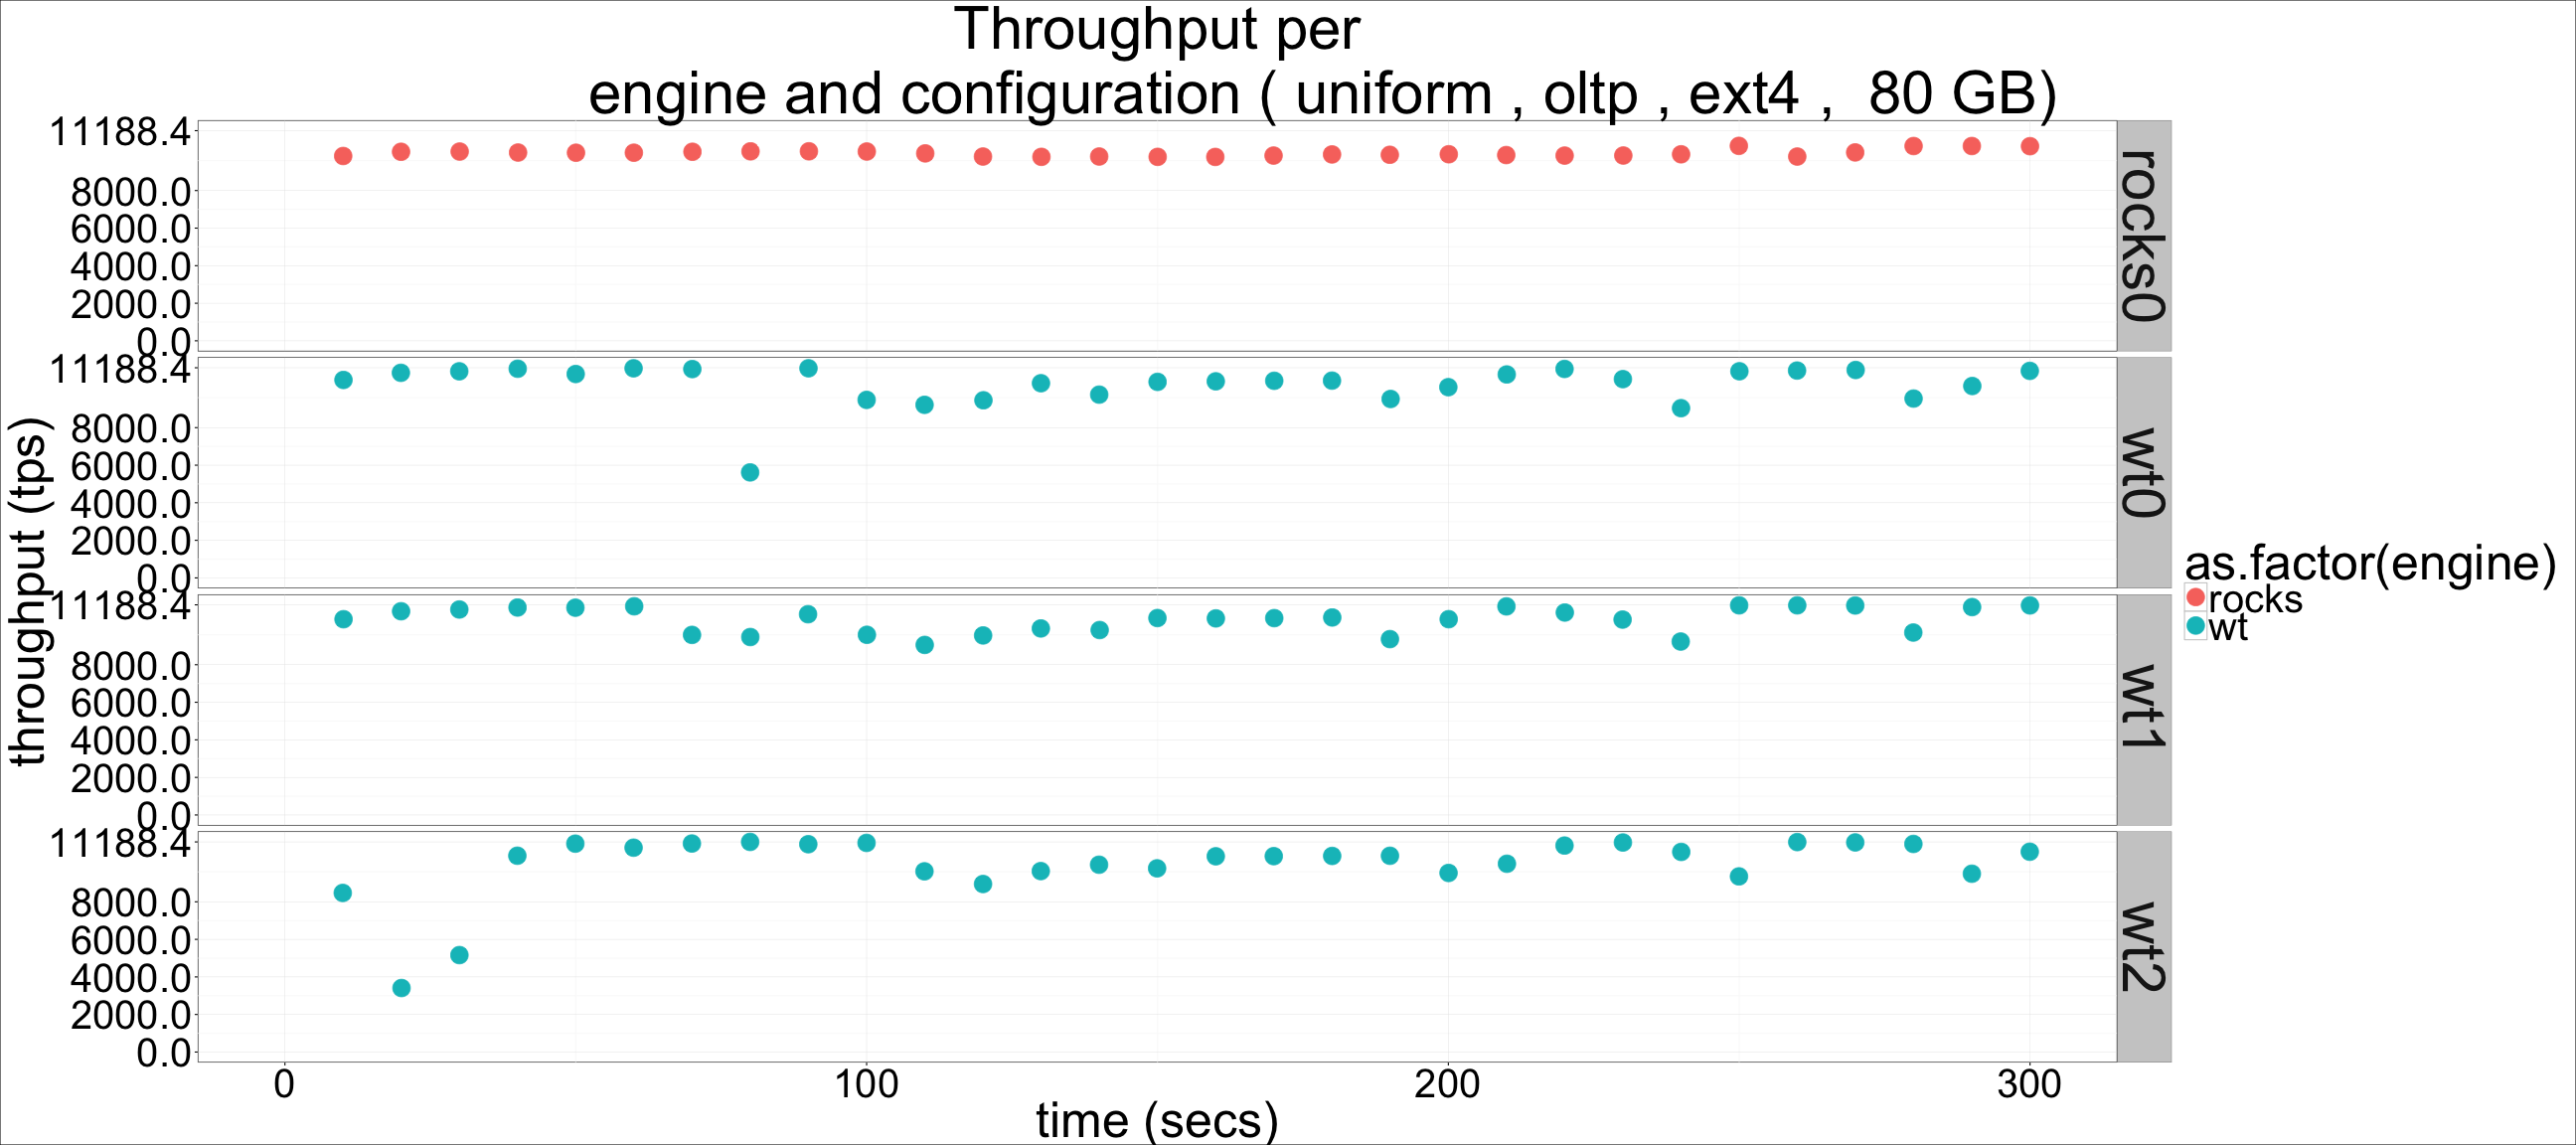 Throughput per
engine and configuration ( uniform , oltp , ext4 ,  80 GB)
throughput (tps)
11188.4
8000.0
6000.0
4000.0
2000.0
0.0
rocks0
11188.4
8000.0
6000.0
4000.0
2000.0
0.0
wt0
11188.4
8000.0
6000.0
4000.0
2000.0
0.0
wt1
11188.4
8000.0
6000.0
4000.0
2000.0
0.0
wt2
0 100 200 300
time (secs)
as.factor(engine)
rocks
wt